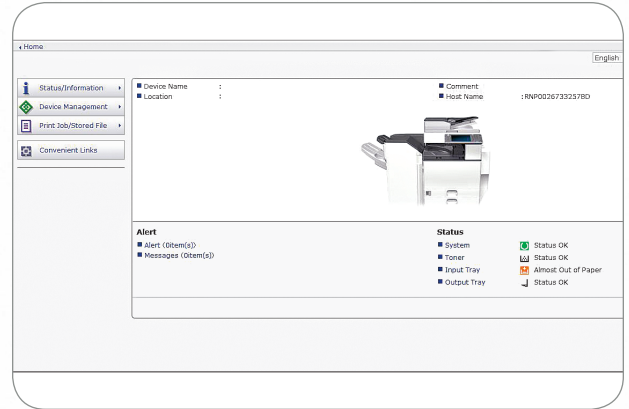 Home
English
Status/Information
Device Management
Print Job/Stored File
Convenient Links
Device Name :
Location :
Comment
Host Name :RNP00267332578D
Alert
Alert (0item(s))
Messages (0item(s))
Status
System Status OK
Toner Status OK
Input Tray Almost Out of Paper
Output Tray Status OK